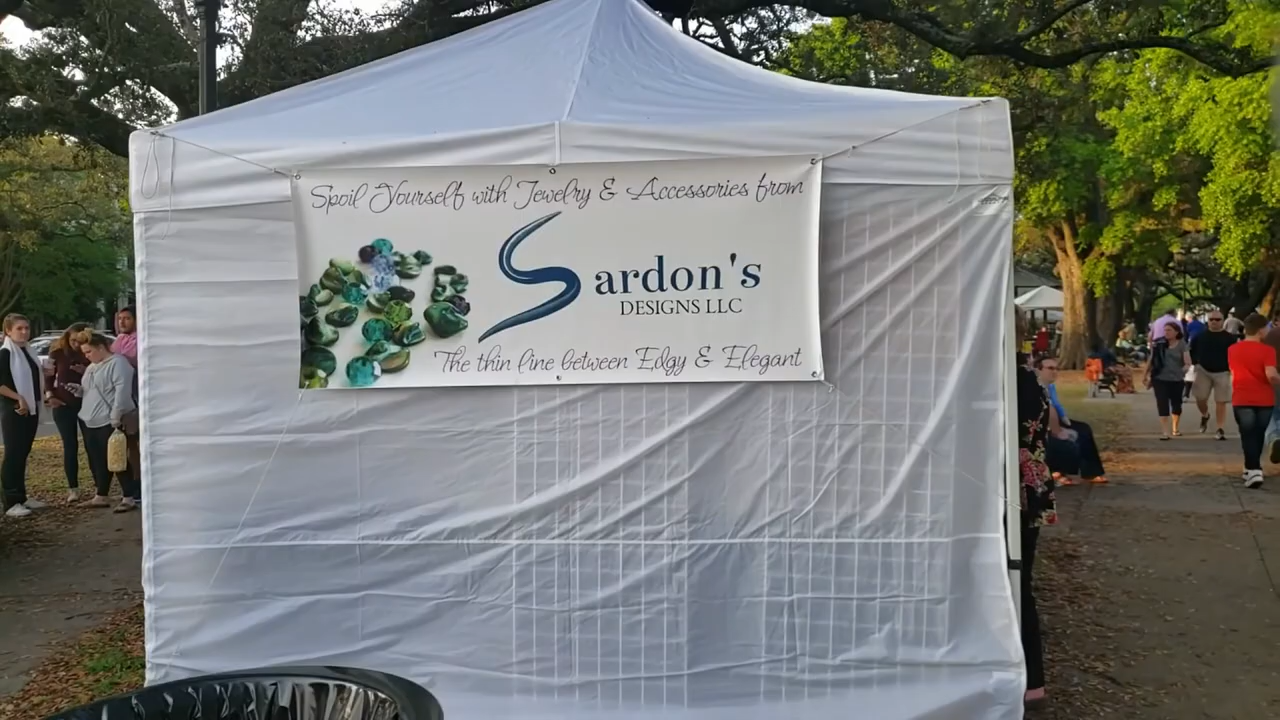 Spoil Yourself with Jewelry & Accessories from
Sardon's
DESIGNS LLC
The thin line between Edgy & Elegant